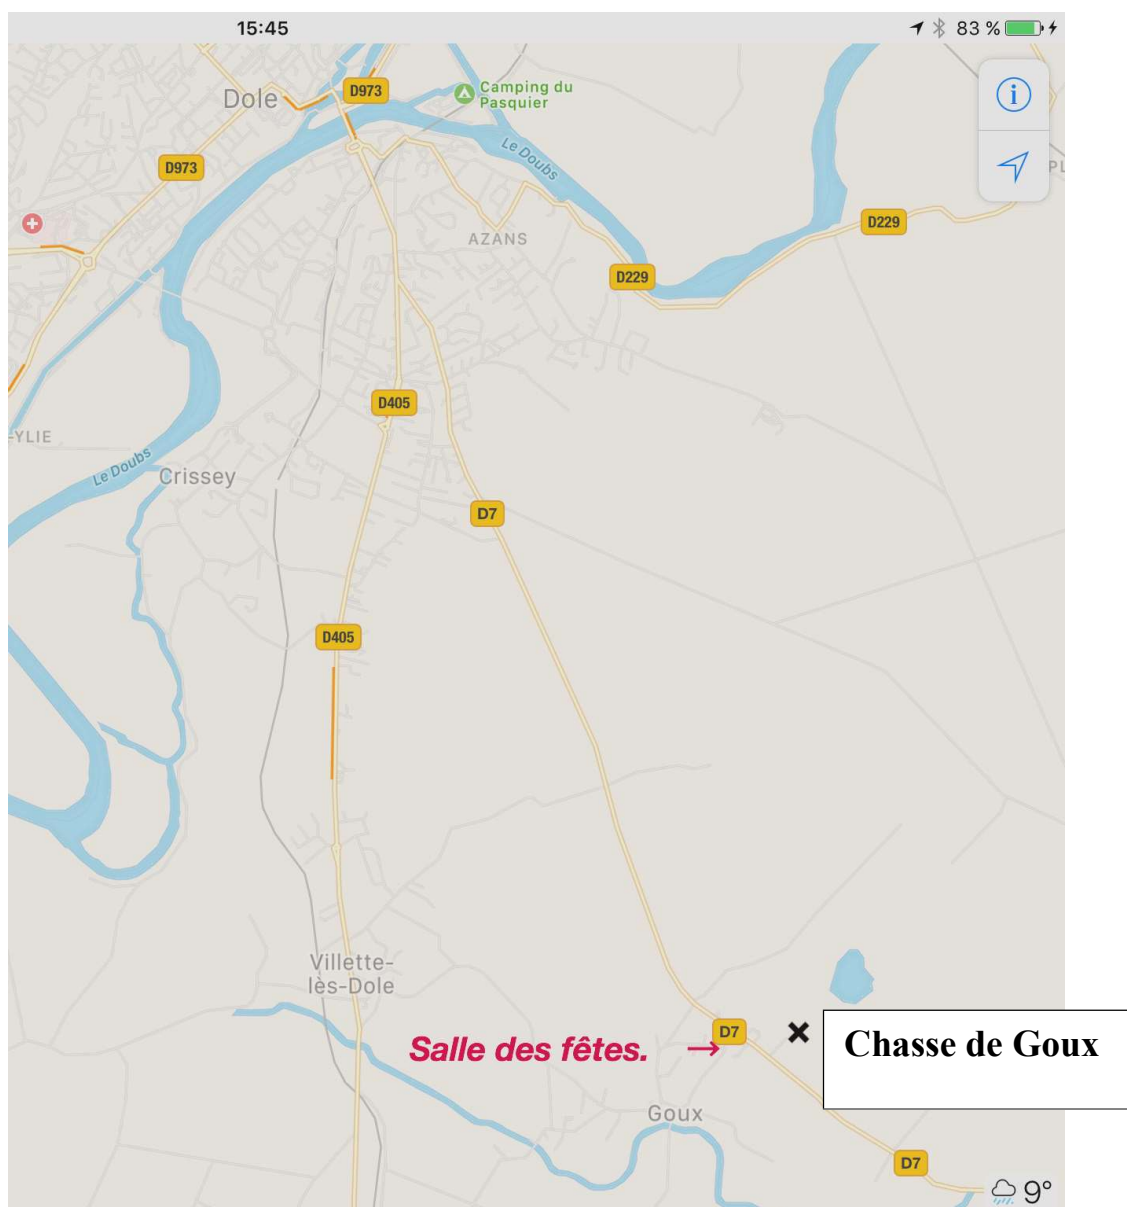 15:45
83 %
Dole
D973
Camping du
Pasquier
Le Doubs
D973
PL
D229
AZANS
D229
D405
-YLIE
Le Doubs
Crissey
D7
D405
Villette-
lès-Dole
D7
Salle des fêtes. →
Chasse de Goux
Goux
D7
9°